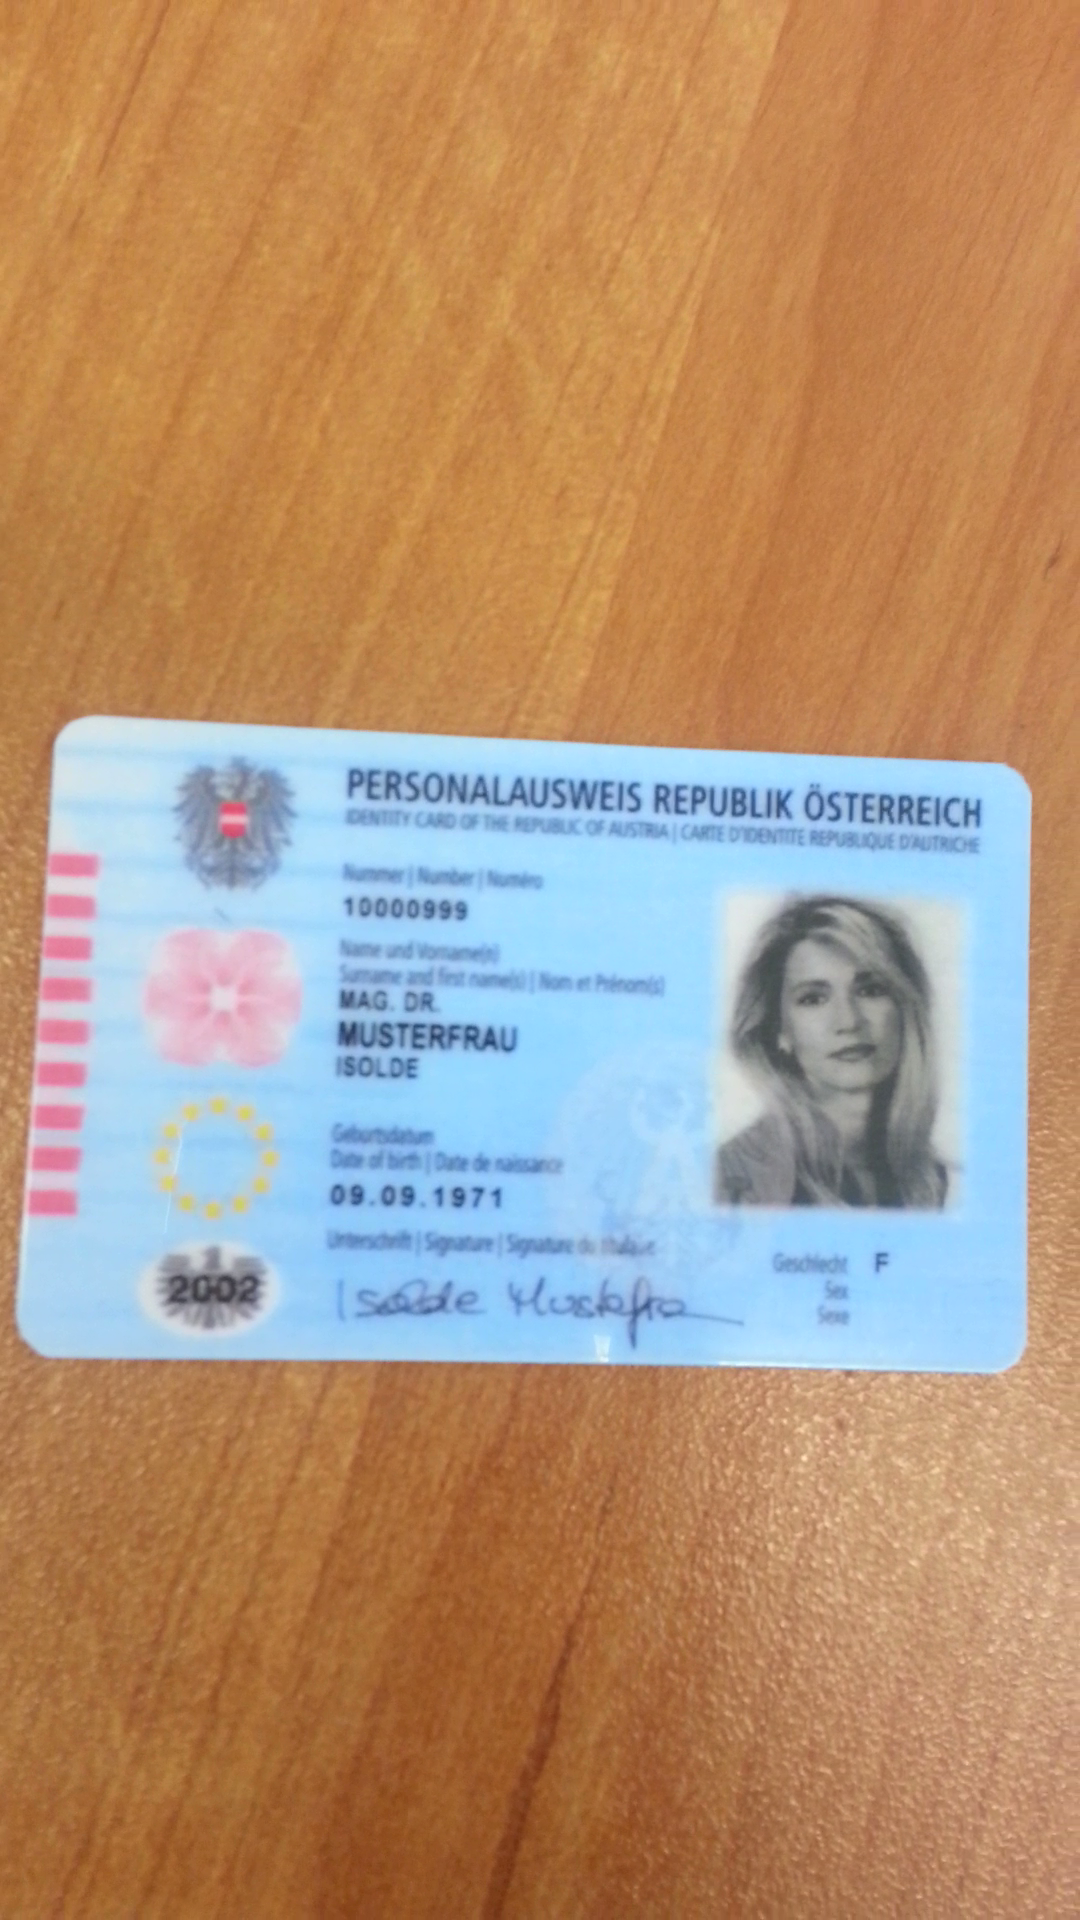 PERSONALAUSWEIS REPUBLIK ÖSTERREICH
IDENTITY CARD OF THE REPUBLIC OF AUSTRIA | CARTE D'IDENTITE REPUBLIQUE D'AUTRICHE
Nummer | Number | Numéro
10000999
Name und Vorname(n)
Surname and first name(s) | Nom et Prénom(s)
MAG. DR.
MUSTERFRAU
ISOLDE
Geburtsdatum
Date of birth | Date de naissance
09.09.1971
Unterschrift | Signature | Signature du titulaire
Isolde Mustefra
Geschlecht F
Sex
Sexe
2002